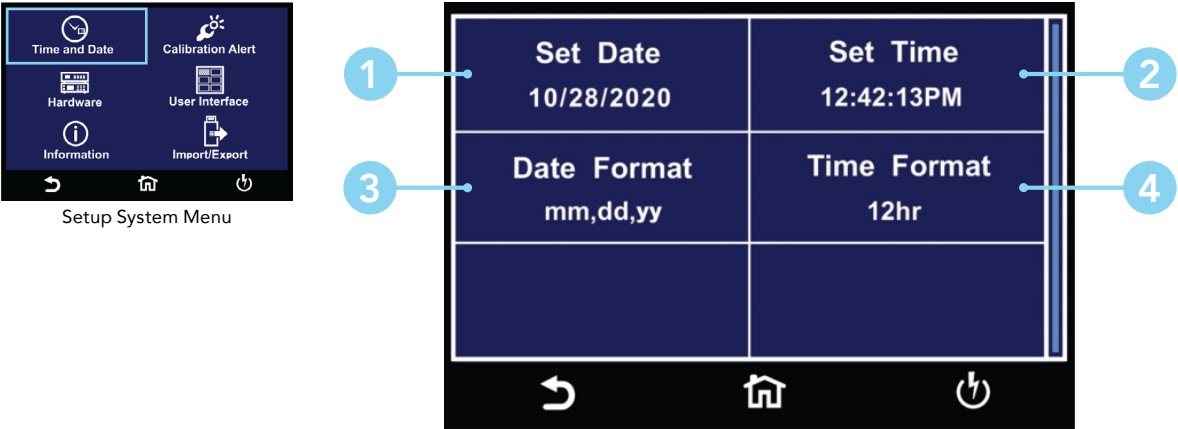 Time and Date
Calibration Alert
Hardware
User Interface
Information
Import/Export
Setup System Menu
1
Set Date
10/28/2020
Set Time
12:42:13PM
2
3
Date Format
mm,dd,yy
Time Format
12hr
4